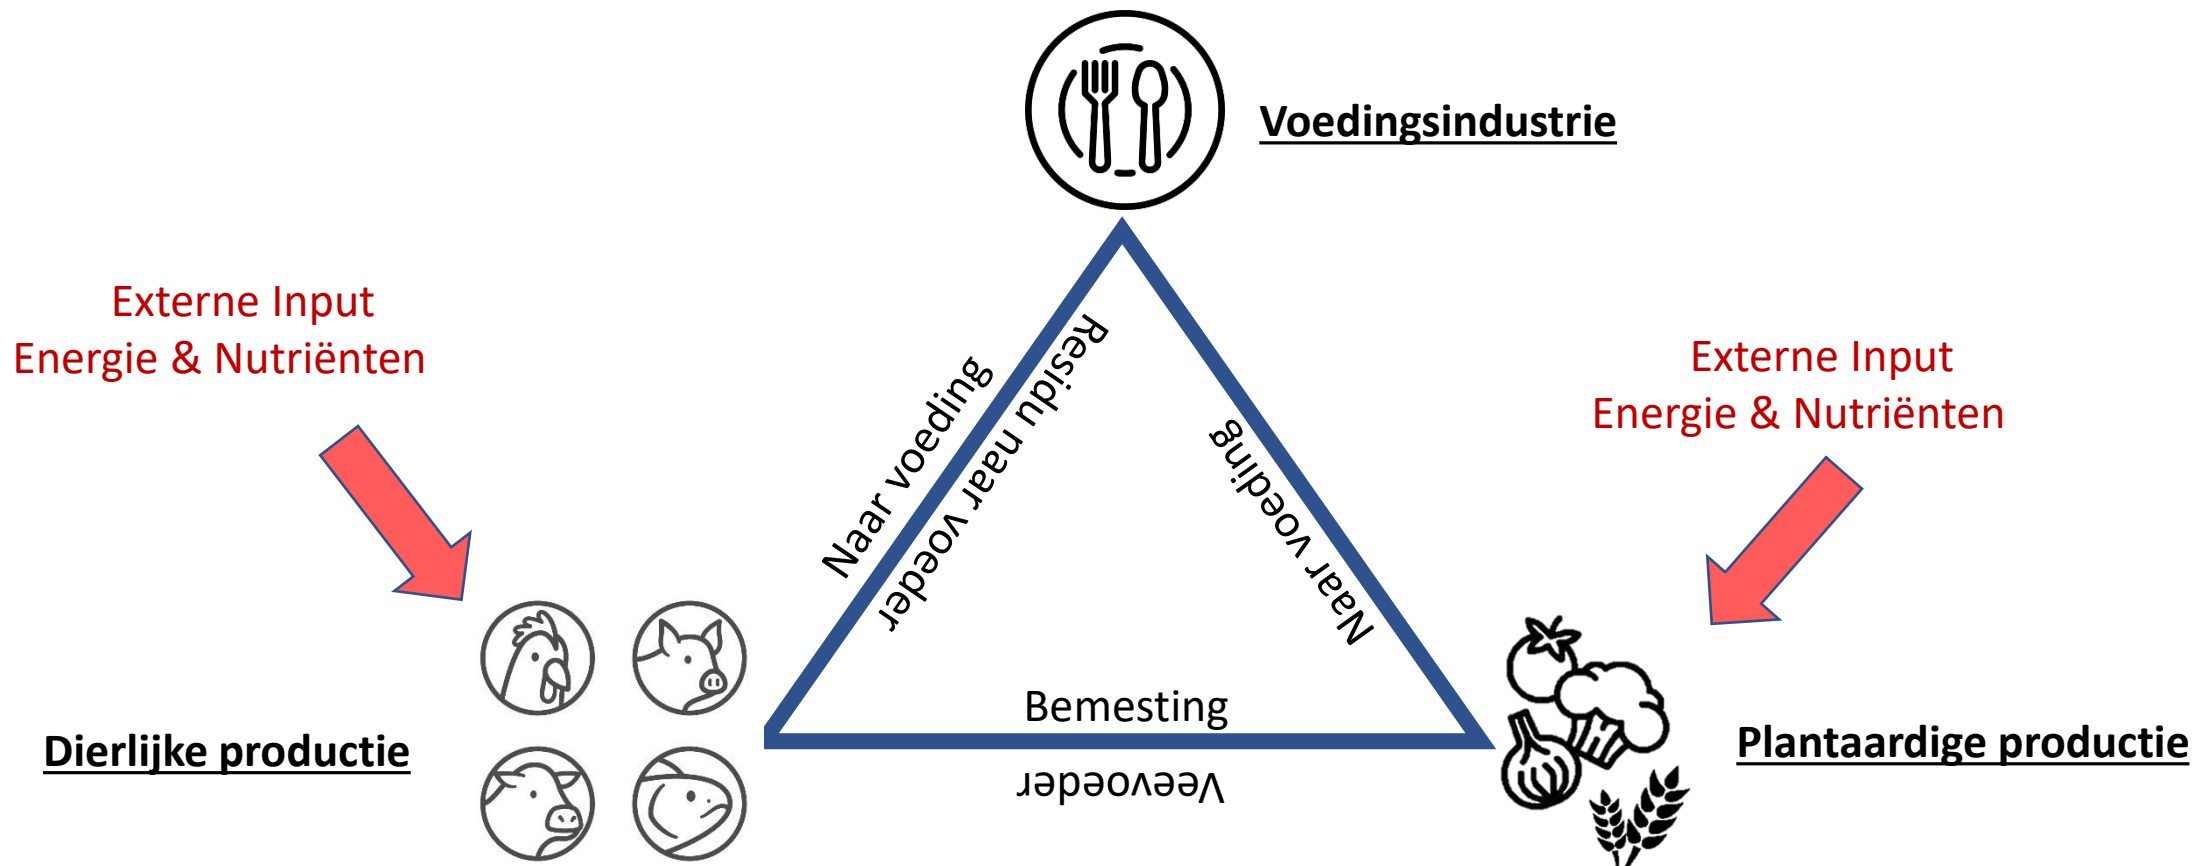 Voedingsindustrie
Externe Input
Energie & Nutriënten
Externe Input
Energie & Nutriënten
Naar voeding
Residu naar voeder
Naar voeding
Bemesting
Veevoeder
Dierlijke productie
Plantaardige productie